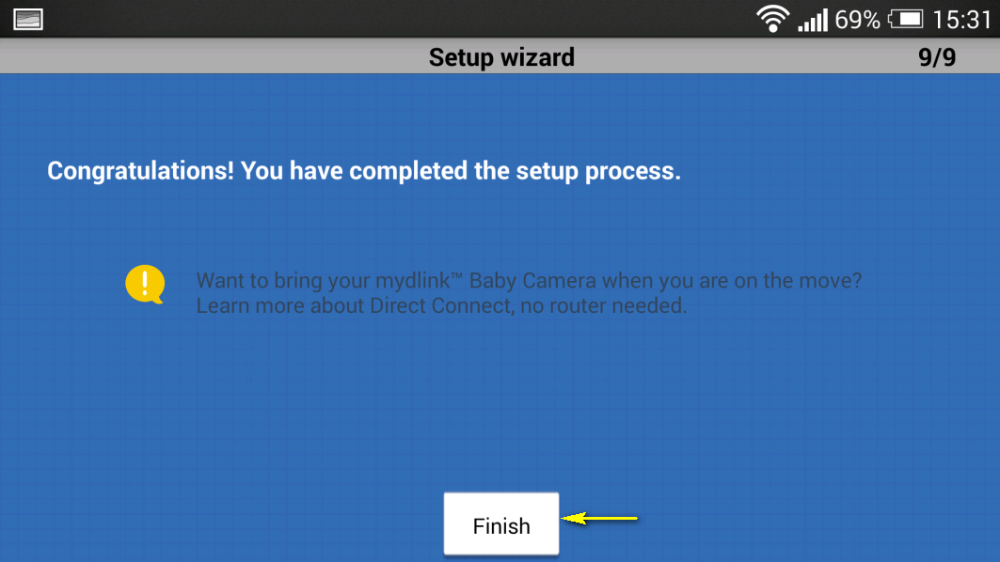 69% 15:31
Setup wizard 9/9
Congratulations! You have completed the setup process.
Want to bring your mydlink™ Baby Camera when you are on the move?
Learn more about Direct Connect, no router needed.
Finish